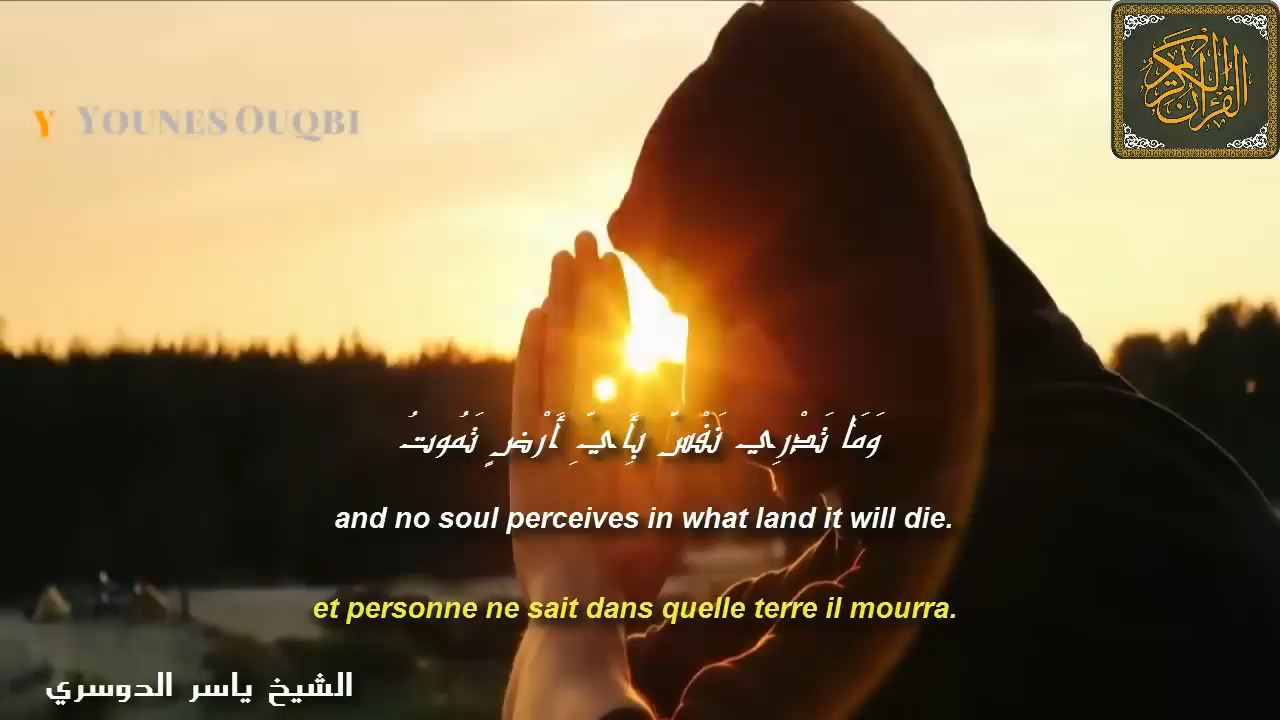 القرآن الكريم
Y YOUNES OUQBI
وَمَا تَدْرِي نَفْسٌ بِأَيِّ أَرْضٍ تَمُوتُ
and no soul perceives in what land it will die.
et personne ne sait dans quelle terre il mourra.
الشيخ ياسر الدوسري